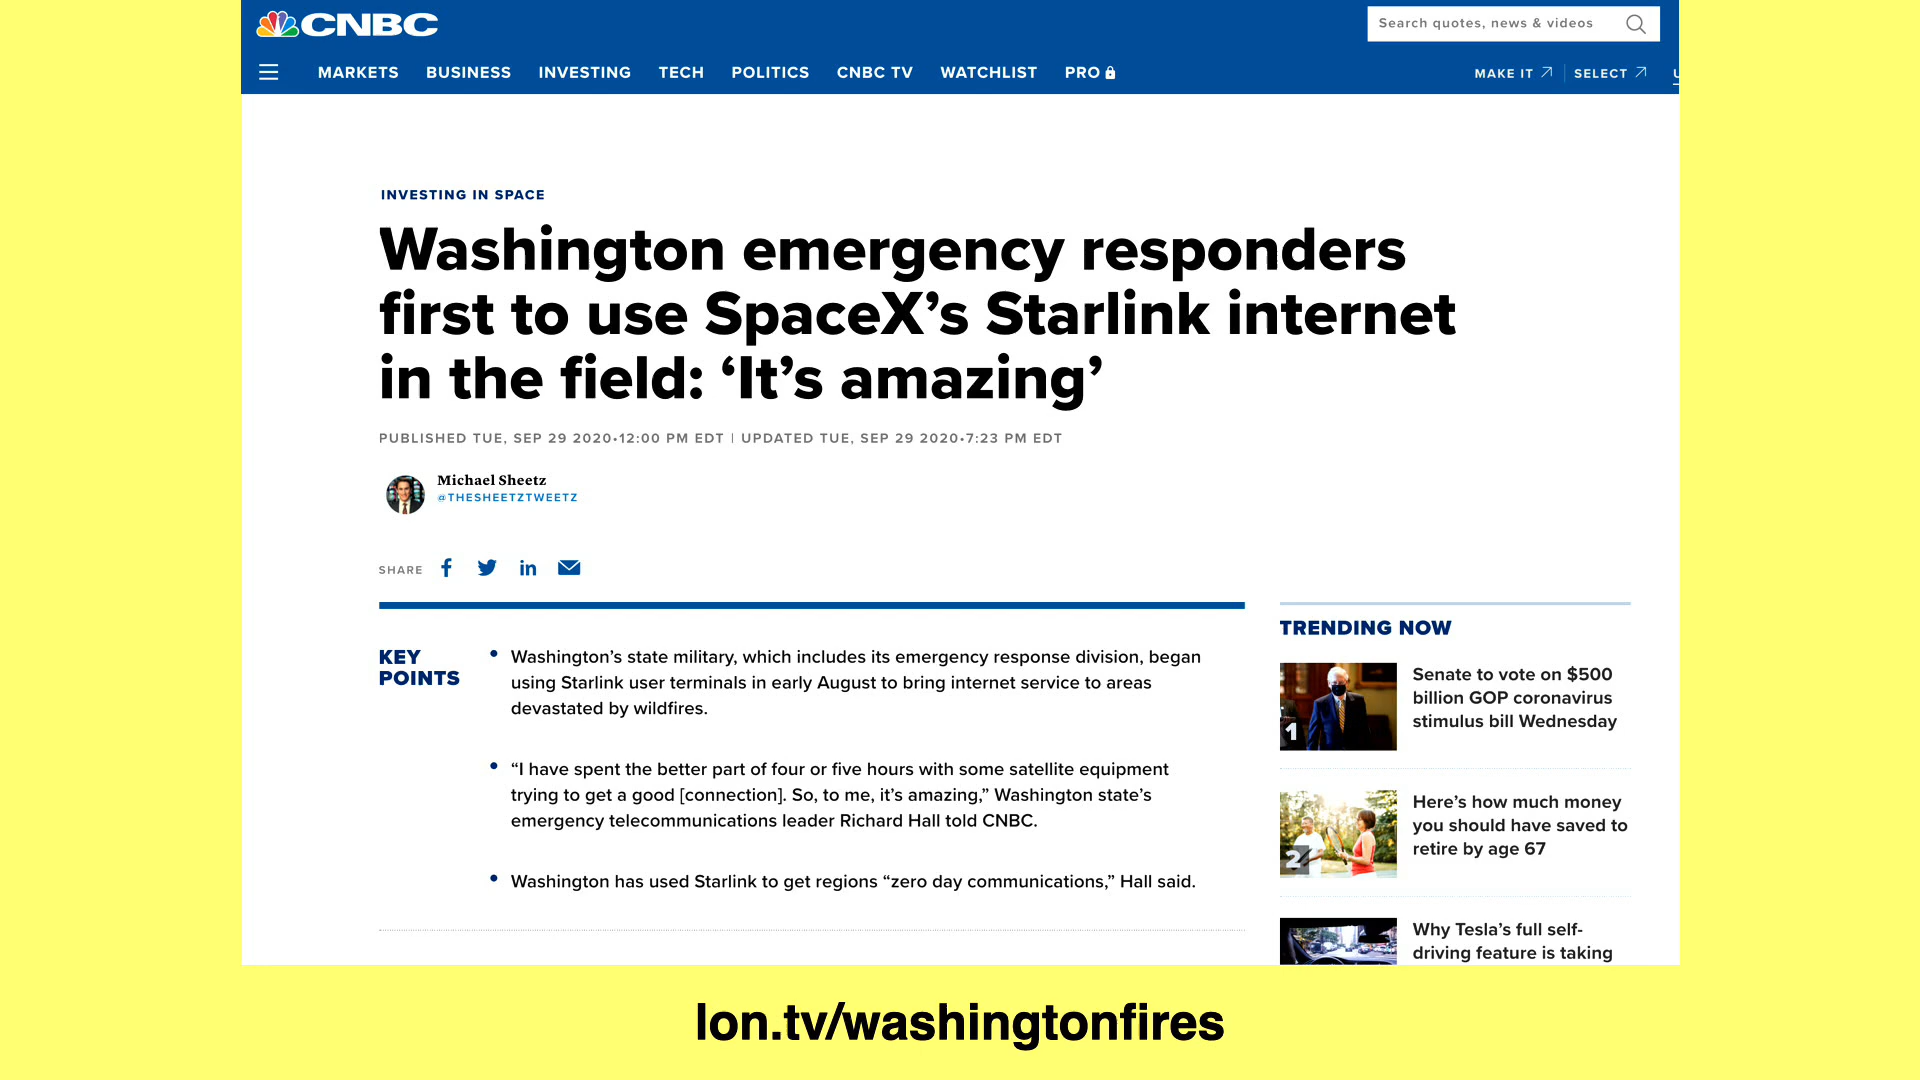 CNBC
Search quotes, news & videos
MARKETS BUSINESS INVESTING TECH POLITICS CNBC TV WATCHLIST PRO
MAKE IT SELECT
INVESTING IN SPACE
Washington emergency responders
first to use SpaceX’s Starlink internet
in the field: ‘It’s amazing’
PUBLISHED TUE, SEP 29 2020•12:00 PM EDT | UPDATED TUE, SEP 29 2020•7:23 PM EDT
Michael Sheetz
@THESHEETZTWEETZ
SHARE
KEY
POINTS
• Washington’s state military, which includes its emergency response division, began
using Starlink user terminals in early August to bring internet service to areas
devastated by wildfires.
• “I have spent the better part of four or five hours with some satellite equipment
trying to get a good [connection]. So, to me, it’s amazing,” Washington state’s
emergency telecommunications leader Richard Hall told CNBC.
• Washington has used Starlink to get regions “zero day communications,” Hall said.
TRENDING NOW
1
Senate to vote on $500
billion GOP coronavirus
stimulus bill Wednesday
2
Here’s how much money
you should have saved to
retire by age 67
Why Tesla’s full self-
driving feature is taking
lon.tv/washingtonfires